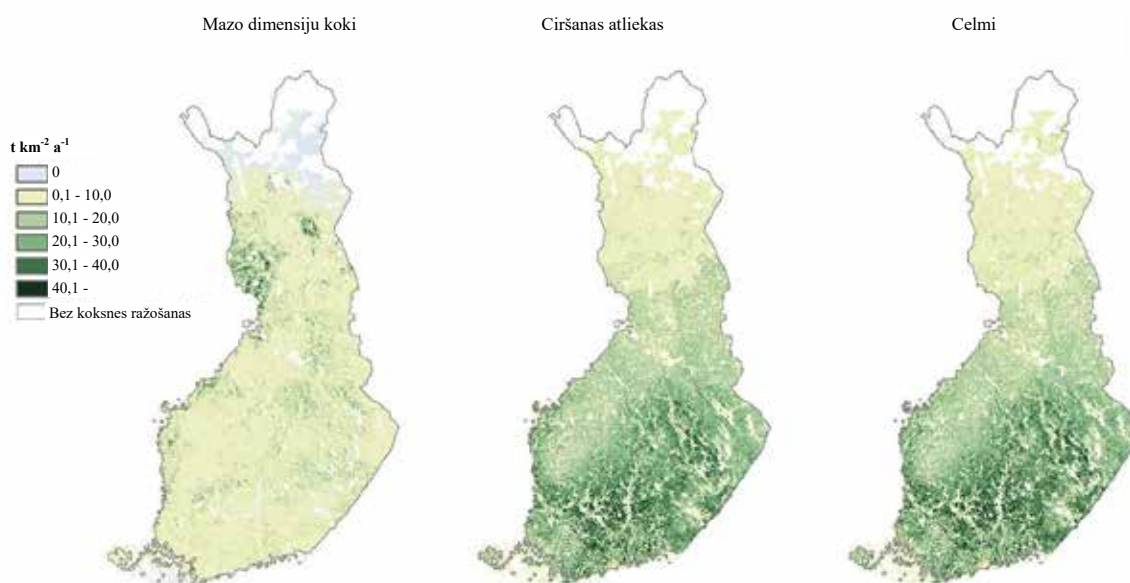 Mazo dimensiju koki
Ciršanas atliekas
Celmi
t km⁻² a⁻¹
0
0,1 - 10,0
10,1 - 20,0
20,1 - 30,0
30,1 - 40,0
40,1 -
Bez koksnes ražošanas